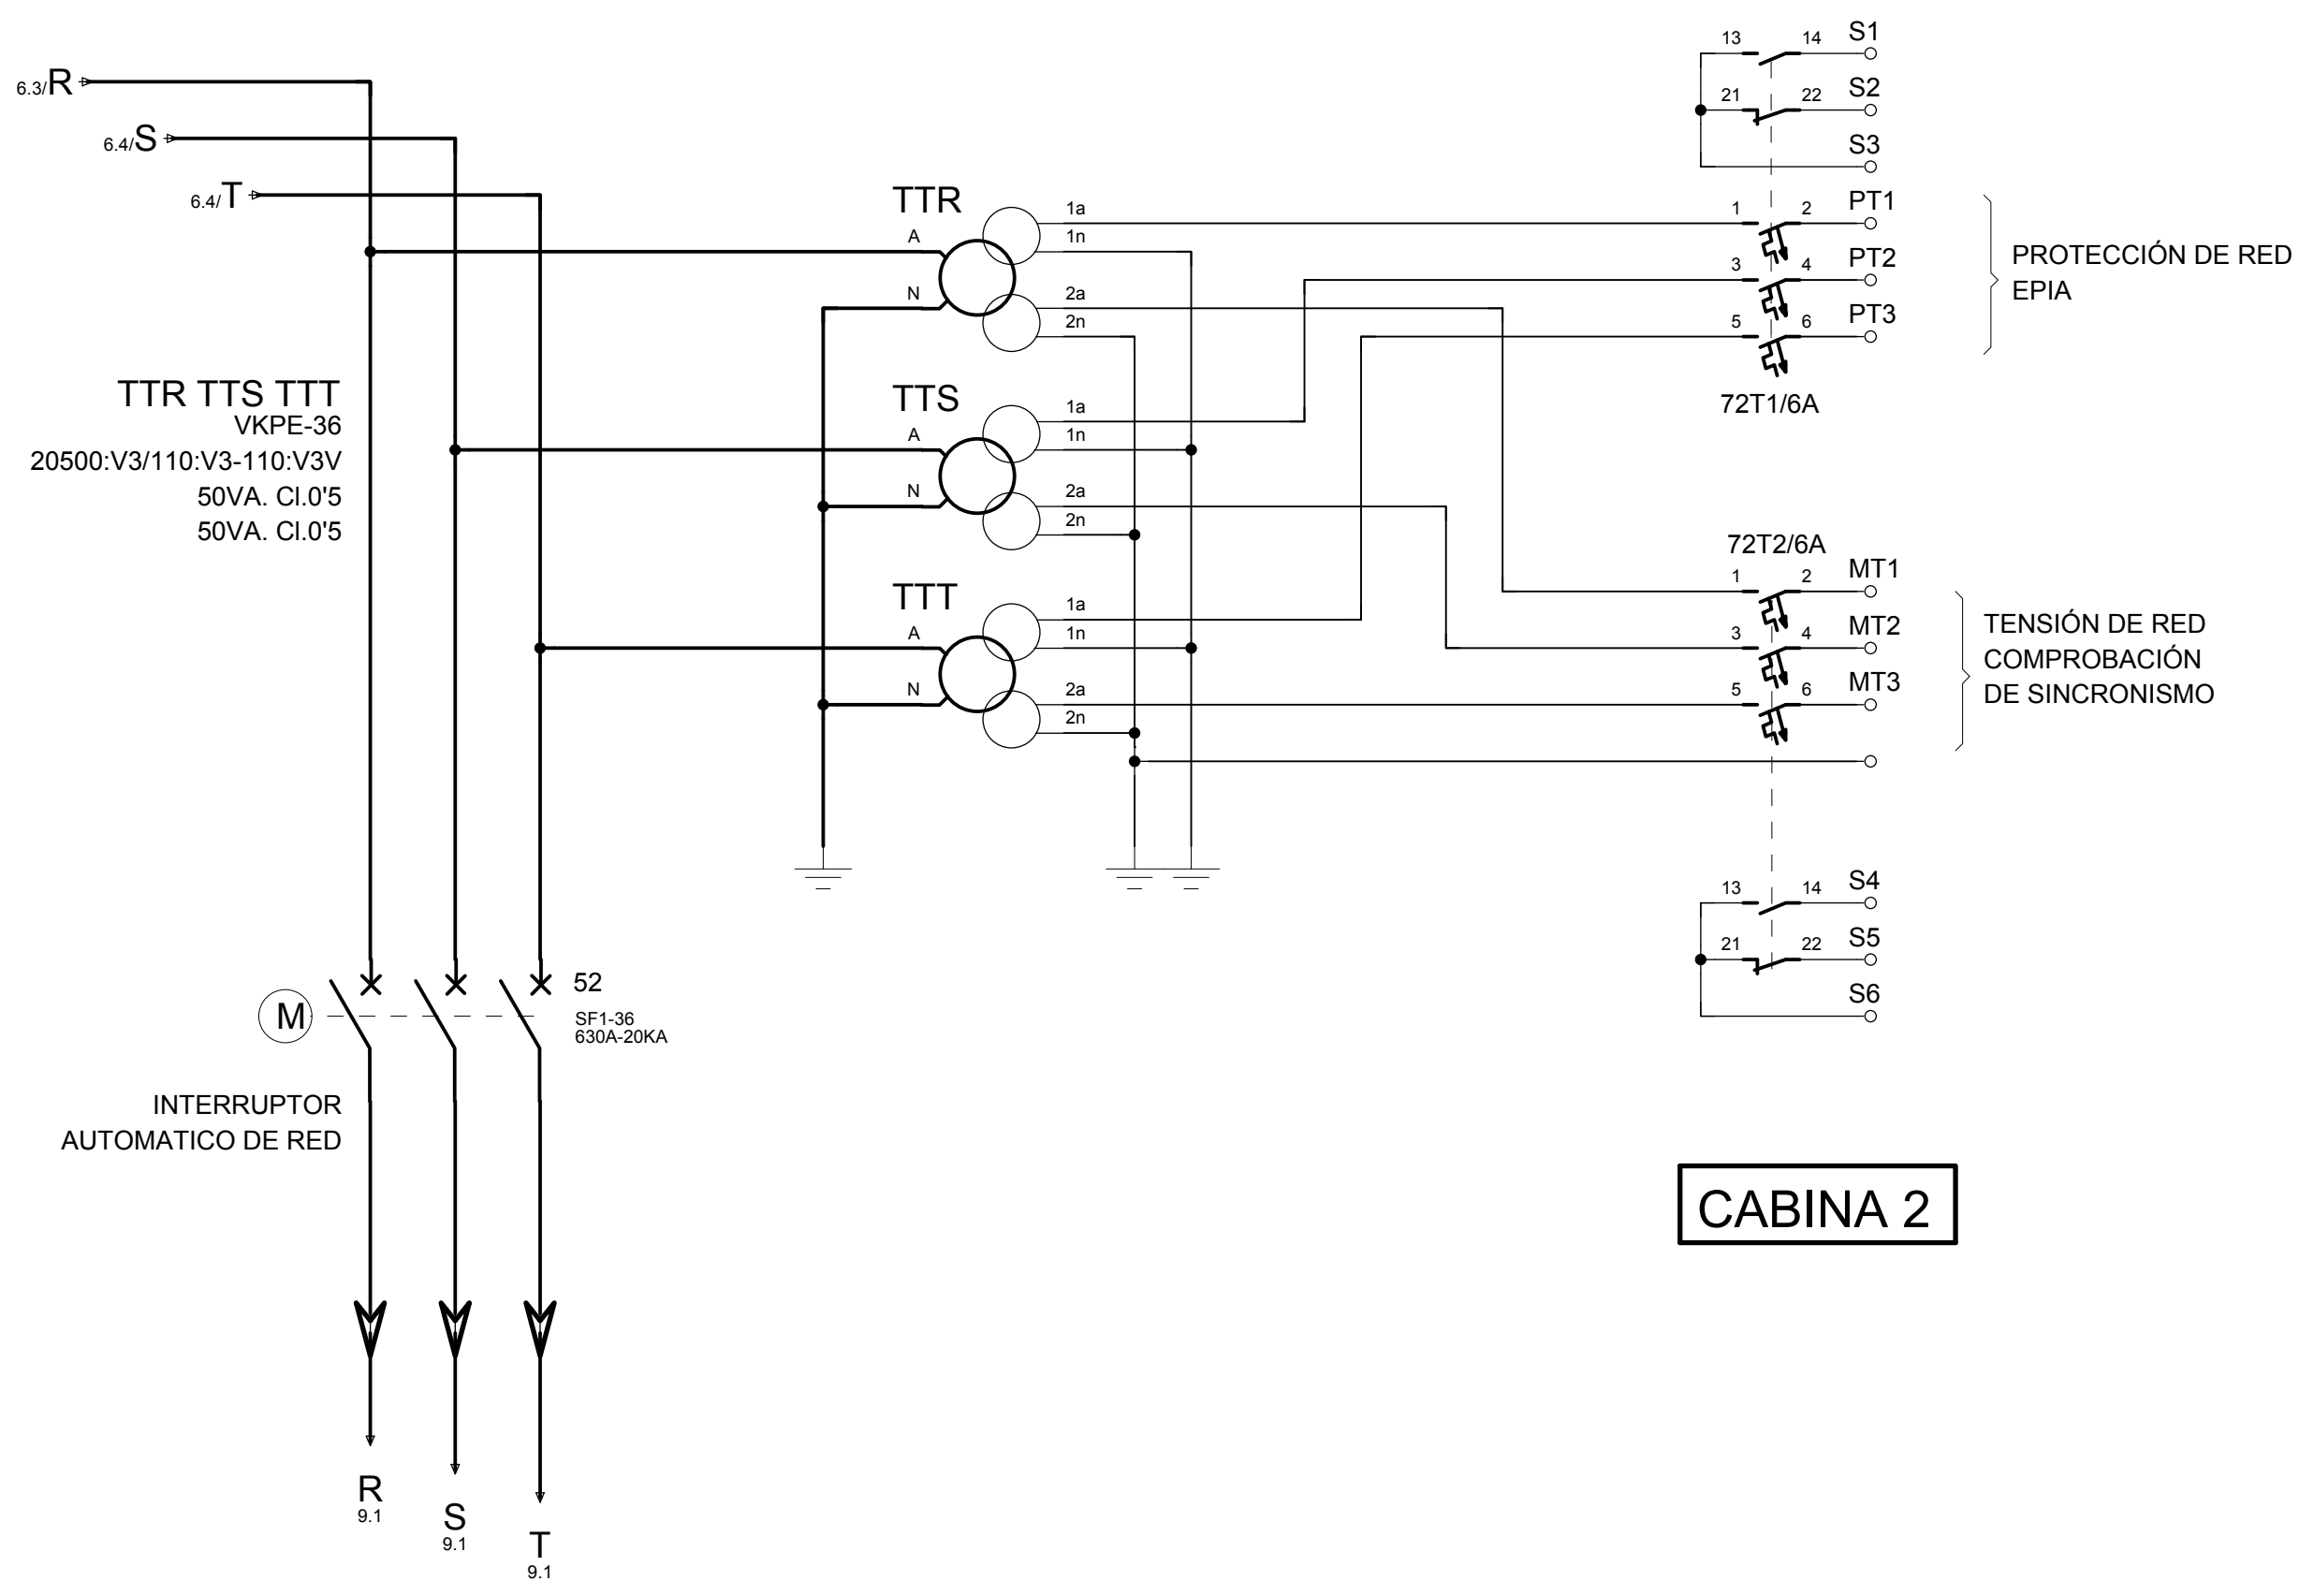 6.3/R
6.4/S
6.4/T
TTR TTS TTT
VKPE-36
20500:V3/110:V3-110:V3V
50VA. Cl.0'5
50VA. Cl.0'5
TTR
A
N
1a
1n
2a
2n
TTS
A
N
1a
1n
2a
2n
TTT
A
N
1a
1n
2a
2n
13 14 S1
21 22 S2
S3
1 2 PT1
3 4 PT2
5 6 PT3
72T1/6A
PROTECCIÓN DE RED
EPIA
72T2/6A
1 2 MT1
3 4 MT2
5 6 MT3
TENSIÓN DE RED
COMPROBACIÓN
DE SINCRONISMO
13 14 S4
21 22 S5
S6
M
52
SF1-36
630A-20KA
INTERRUPTOR
AUTOMATICO DE RED
CABINA 2
R
9.1
S
9.1
T
9.1